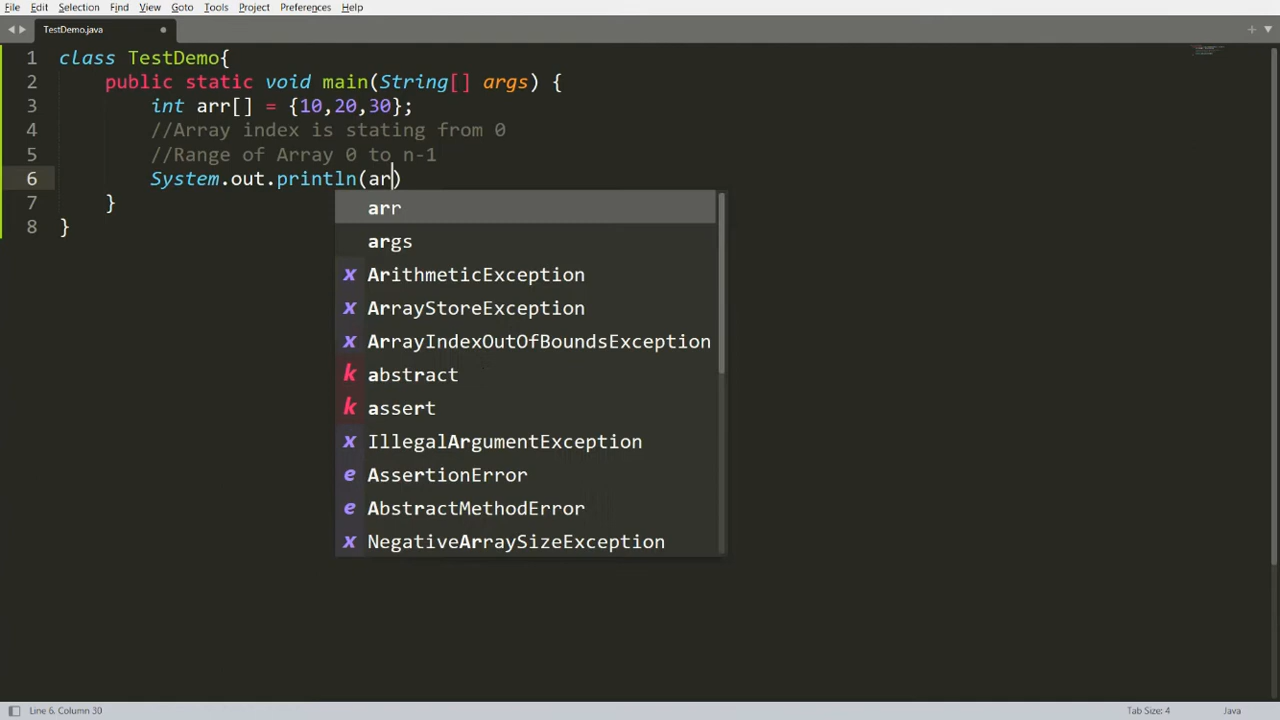 File Edit Selection Find View Goto Tools Project Preferences Help
TestDemo.java
1 class TestDemo{
2 public static void main(String[] args) {
3 int arr[] = {10,20,30};
4 //Array index is stating from 0
5 //Range of Array 0 to n-1
6 System.out.println(ar)
7 }
8 }
arr
args
x ArithmeticException
x ArrayStoreException
x ArrayIndexOutOfBoundsException
k abstract
k assert
x IllegalArgumentException
e AssertionError
e AbstractMethodError
x NegativeArraySizeException
Line 6, Column 30 Tab Size: 4 Java